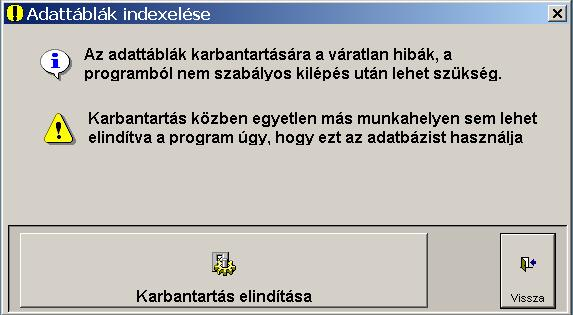 Adattáblák indexelése
Az adattáblák karbantartására a váratlan hibák, a
programból nem szabályos kilépés után lehet szükség.
Karbantartás közben egyetlen más munkahelyen sem lehet
elindítva a program úgy, hogy ezt az adatbázist használja
Karbantartás elindítása
Vissza